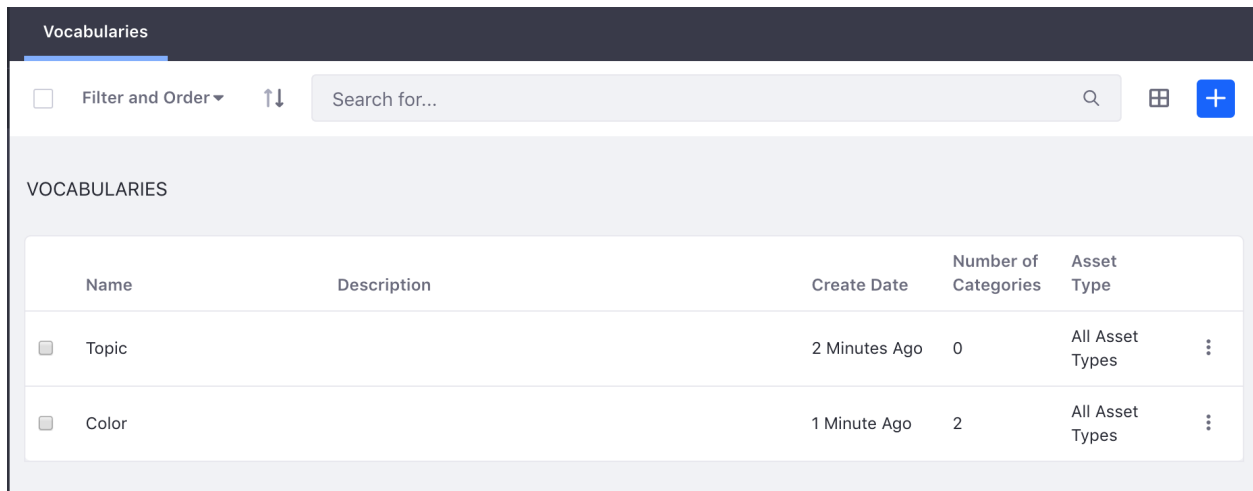 Vocabularies
Filter and Order
Search for...
VOCABULARIES
Name Description Create Date Number of Categories Asset Type
Topic 2 Minutes Ago 0 All Asset Types
Color 1 Minute Ago 2 All Asset Types